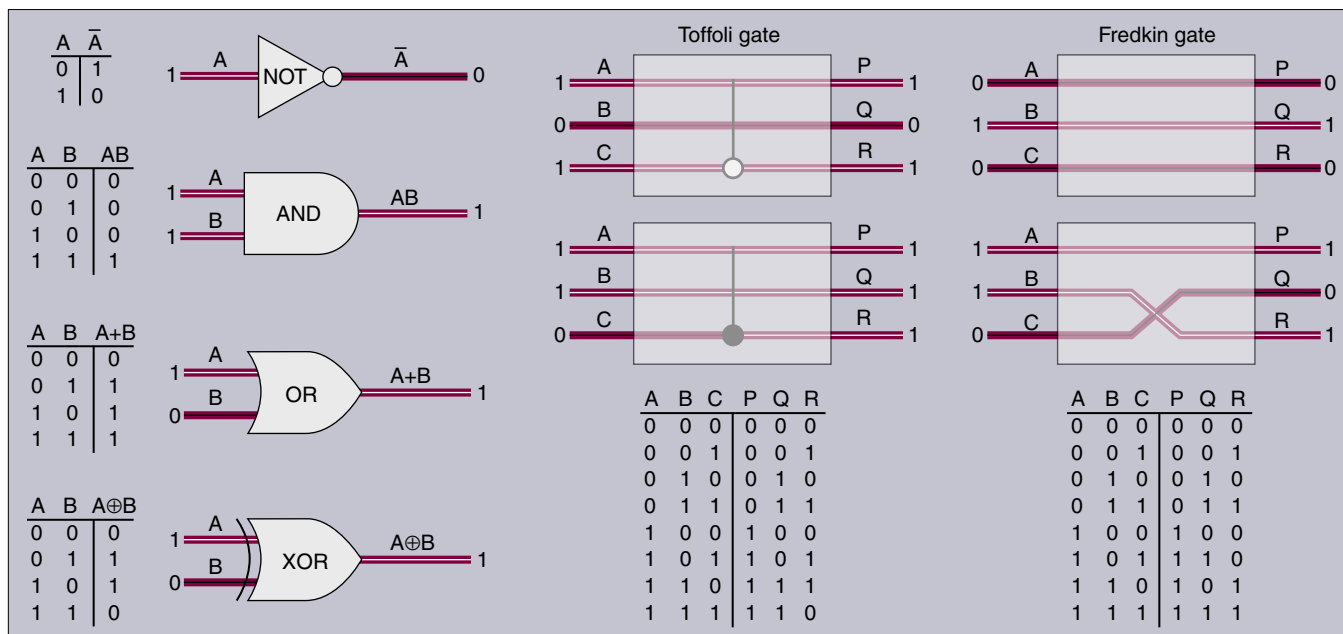 A A̅
0 1
1 0
A
1
NOT
A̅
0
A B AB
0 0 0
0 1 0
1 0 0
1 1 1
A
1
B
1
AND
AB
1
A B A+B
0 0 0
0 1 1
1 0 1
1 1 1
A
1
B
0
OR
A+B
1
A B A⊕B
0 0 0
0 1 1
1 0 1
1 1 0
A
1
B
0
XOR
A⊕B
1
Toffoli gate
A P
1 1
B Q
0 0
C R
1 1
A P
1 1
B Q
1 1
C R
0 1
A B C P Q R
0 0 0 0 0 0
0 0 1 0 0 1
0 1 0 0 1 0
0 1 1 0 1 1
1 0 0 1 0 0
1 0 1 1 0 1
1 1 0 1 1 1
1 1 1 1 1 0
Fredkin gate
A P
0 0
B Q
1 1
C R
0 0
A P
1 1
B Q
1 0
C R
0 1
A B C P Q R
0 0 0 0 0 0
0 0 1 0 0 1
0 1 0 0 1 0
0 1 1 0 1 1
1 0 0 1 0 0
1 0 1 1 1 0
1 1 0 1 0 1
1 1 1 1 1 1